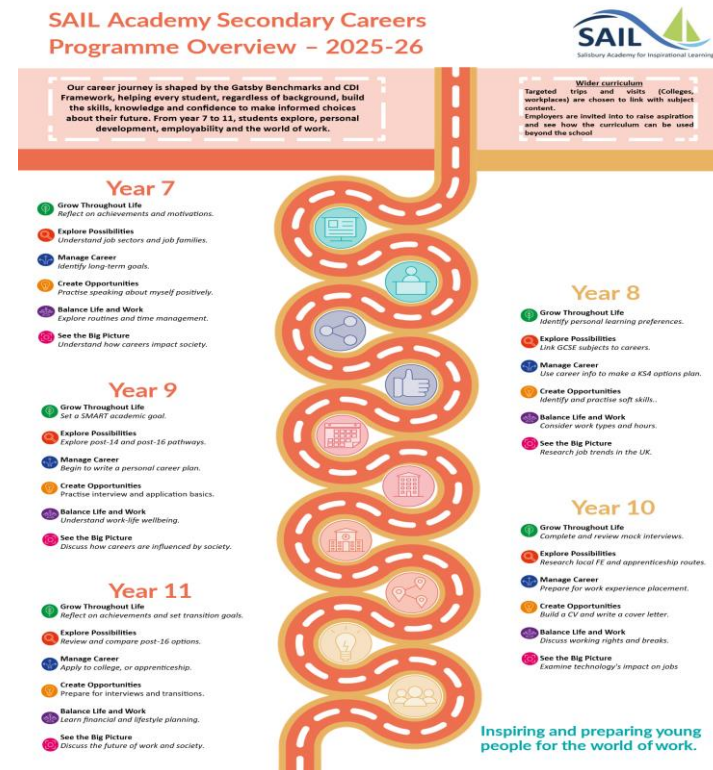 SAIL Academy Secondary Careers
Programme Overview – 2025-26
SAIL
Salisbury Academy for Inspirational Learning
Our career journey is shaped by the Gatsby Benchmarks and CDI
Framework, helping every student, regardless of background, build
the skills, knowledge and confidence to make informed choices
about their future. From year 7 to 11, students explore, personal
development, employability and the world of work.
Wider curriculum
Targeted trips and visits (Colleges,
workplaces) are chosen to link with subject
content.
Employers are invited into to raise aspiration
and see how the curriculum can be used
beyond the school
Year 7
Grow Throughout Life
Reflect on achievements and motivations.
Explore Possibilities
Understand job sectors and job families.
Manage Career
Identify long-term goals.
Create Opportunities
Practise speaking about myself positively.
Balance Life and Work
Explore routines and time management.
See the Big Picture
Understand how careers impact society.
Year 8
Grow Throughout Life
Identify personal learning preferences.
Explore Possibilities
Link GCSE subjects to careers.
Manage Career
Use career info to make a KS4 options plan.
Create Opportunities
Identify and practise soft skills..
Balance Life and Work
Consider work types and hours.
See the Big Picture
Research job trends in the UK.
Year 9
Grow Throughout Life
Set a SMART academic goal.
Explore Possibilities
Explore post-14 and post-16 pathways.
Manage Career
Begin to write a personal career plan.
Create Opportunities
Practise interview and application basics.
Balance Life and Work
Understand work-life wellbeing.
See the Big Picture
Discuss how careers are influenced by society.
Year 10
Grow Throughout Life
Complete and review mock interviews.
Explore Possibilities
Research local FE and apprenticeship routes.
Manage Career
Prepare for work experience placement.
Create Opportunities
Build a CV and write a cover letter.
Balance Life and Work
Discuss working rights and breaks.
See the Big Picture
Examine technology's impact on jobs
Year 11
Grow Throughout Life
Reflect on achievements and set transition goals.
Explore Possibilities
Review and compare post-16 options.
Manage Career
Apply to college, or apprenticeship.
Create Opportunities
Prepare for interviews and transitions.
Balance Life and Work
Learn financial and lifestyle planning.
See the Big Picture
Discuss the future of work and society.
Inspiring and preparing young
people for the world of work.